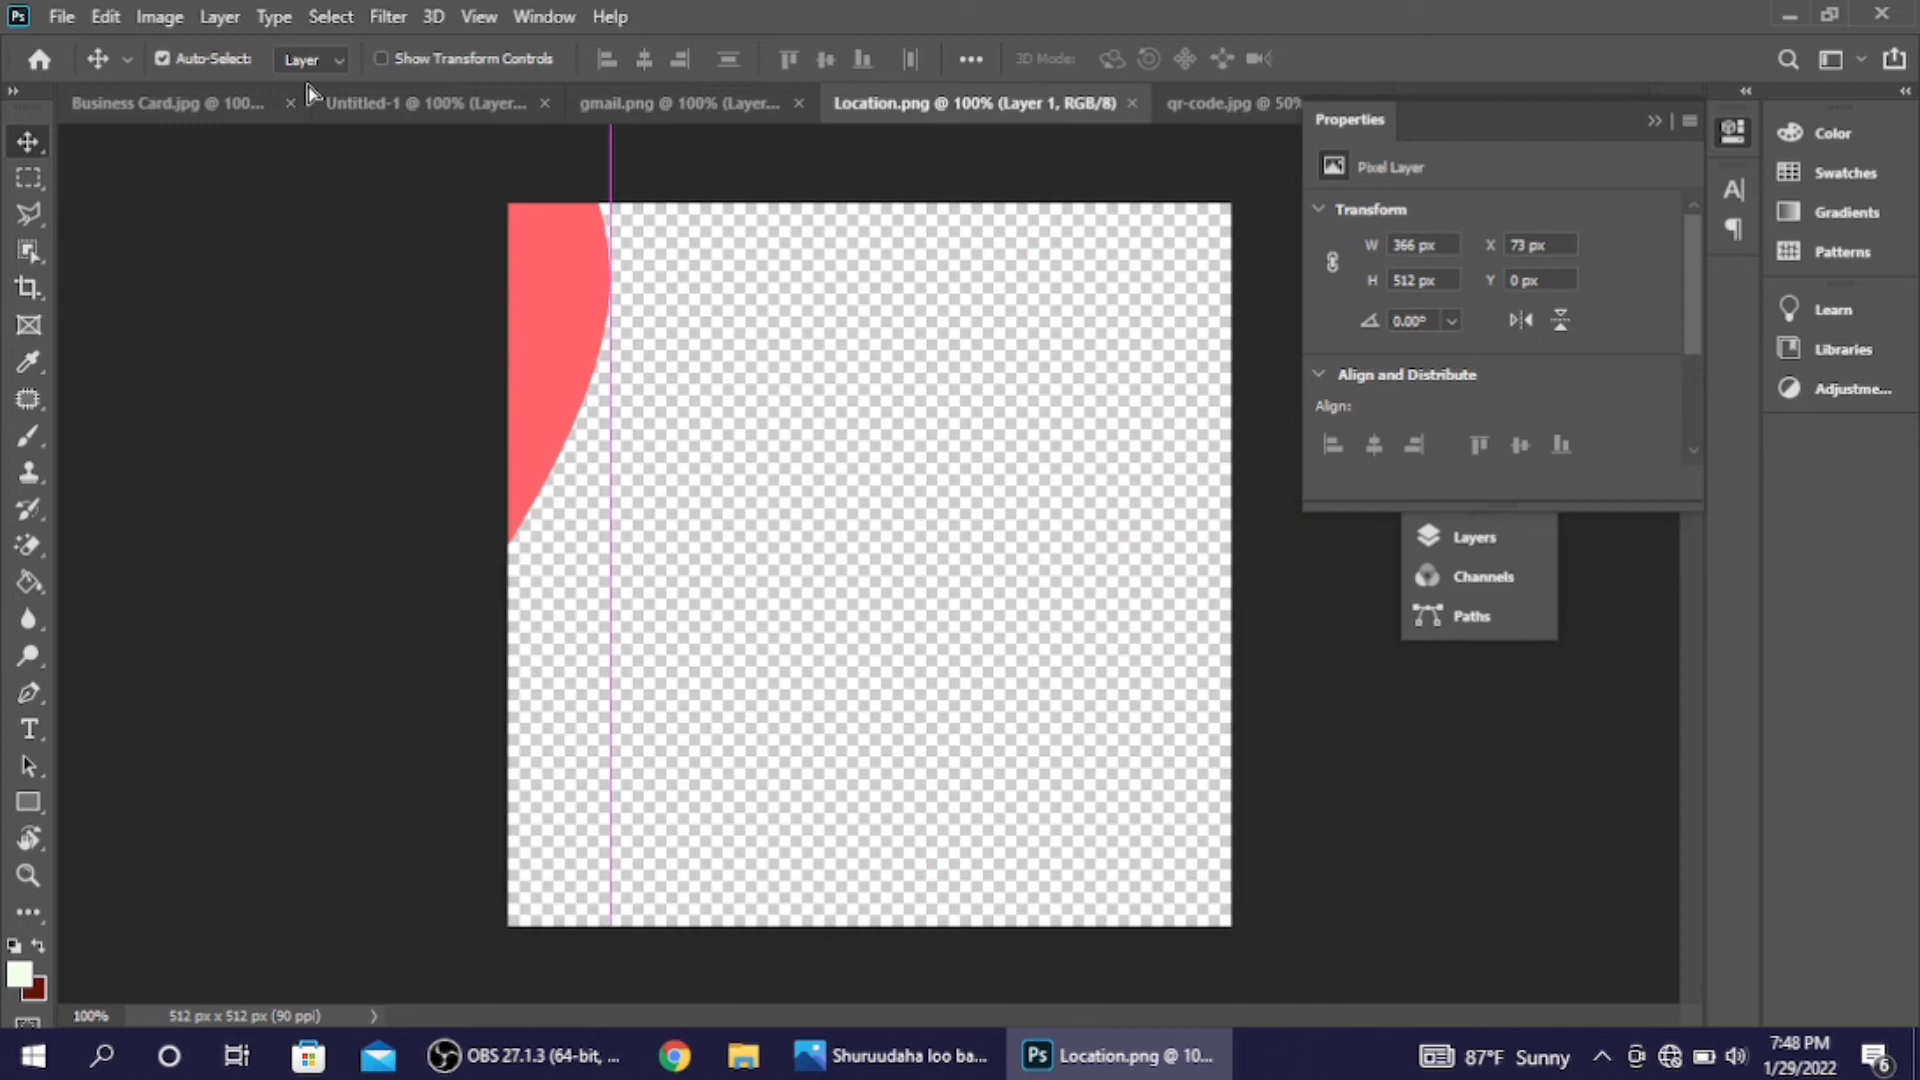 Ps File Edit Image Layer Type Select Filter 3D View Window Help
Auto-Select: Layer Show Transform Controls 3D Mode:
Business Card.jpg @ 100... × Untitled-1 @ 100% (Layer... × gmail.png @ 100% (Layer... × Location.png @ 100% (Layer 1, RGB/8) × qr-code.jpg @ 50%
Properties
Pixel Layer
Transform
W 366 px X 73 px
H 512 px Y 0 px
0.00°
Align and Distribute
Align:
Layers
Channels
Paths
Color
Swatches
Gradients
Patterns
Learn
Libraries
Adjustme...
100% 512 px x 512 px (90 ppi)
OBS 27.1.3 (64-bit, ... Shuruudaha loo ba... Ps Location.png @ 10... 87°F Sunny 7:48 PM
1/29/2022 6